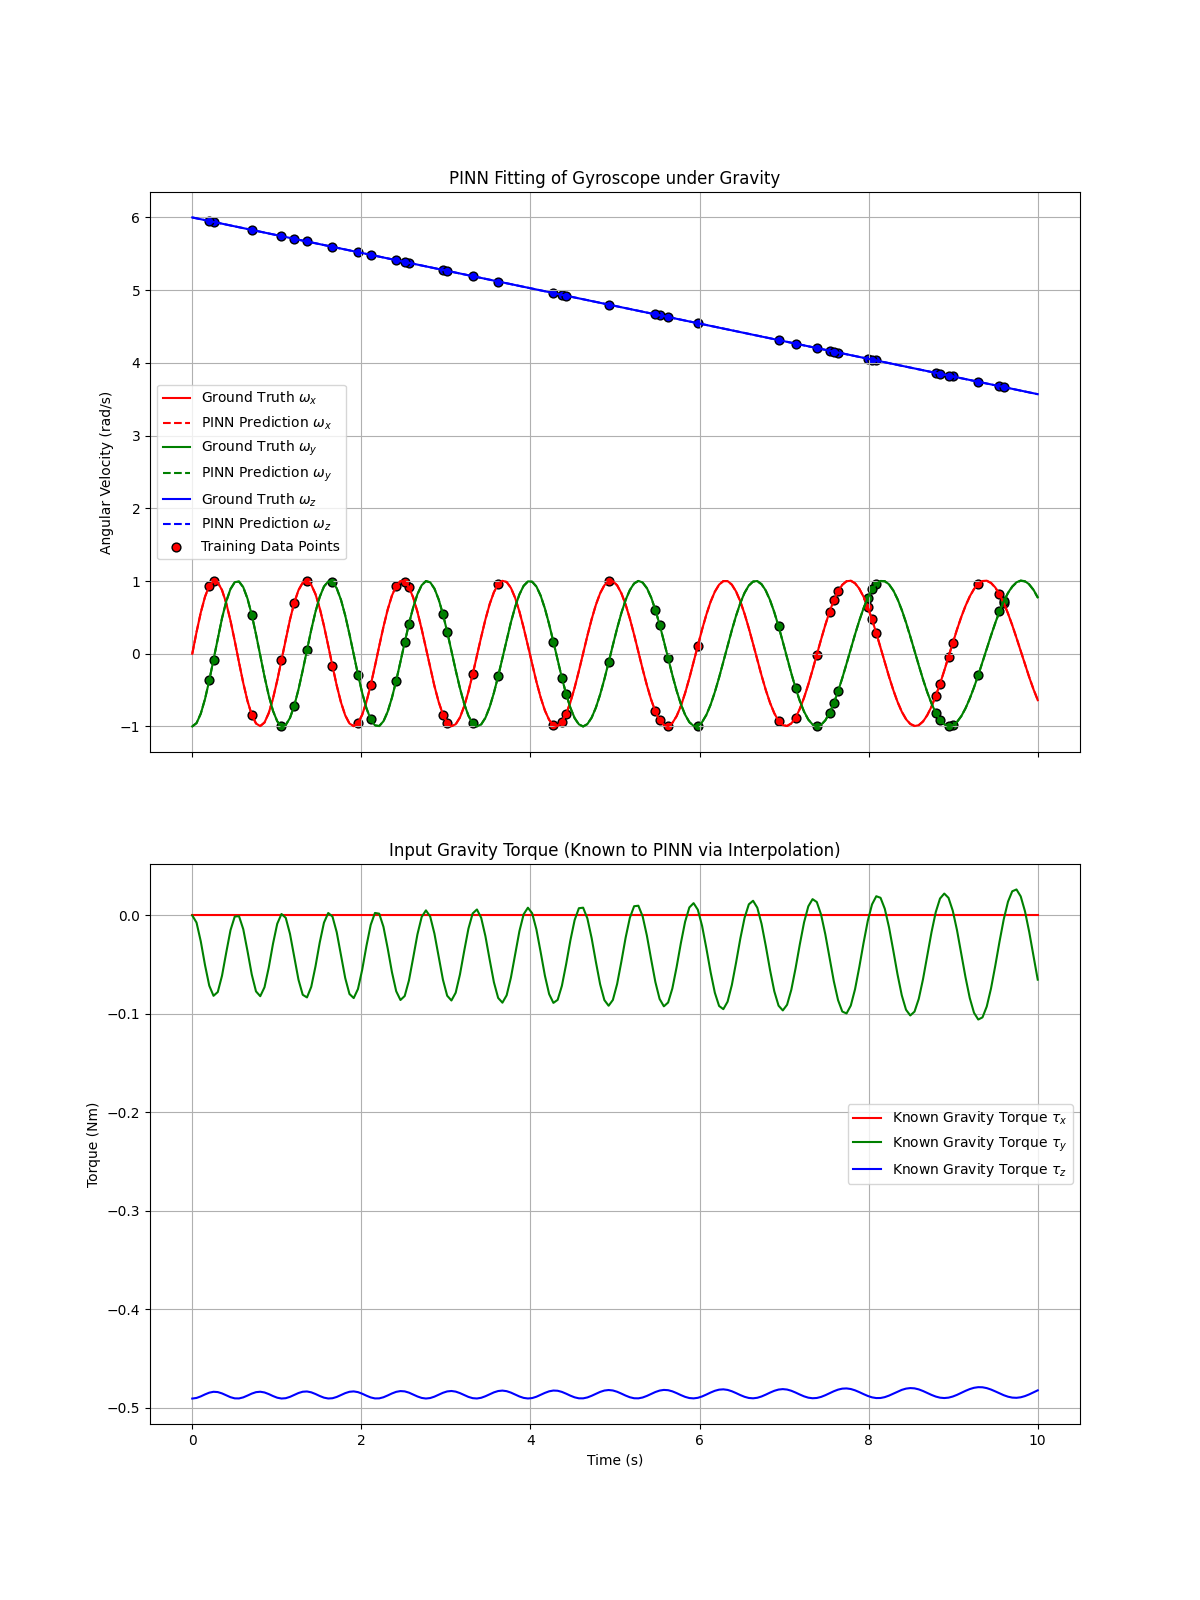 PINN Fitting of Gyroscope under Gravity
6
5
4
3
2
1
0
−1
Angular Velocity (rad/s)
Ground Truth ωx
PINN Prediction ωx
Ground Truth ωy
PINN Prediction ωy
Ground Truth ωz
PINN Prediction ωz
Training Data Points
Input Gravity Torque (Known to PINN via Interpolation)
0.0
−0.1
−0.2
−0.3
−0.4
−0.5
Torque (Nm)
Known Gravity Torque τx
Known Gravity Torque τy
Known Gravity Torque τz
0 2 4 6 8 10
Time (s)